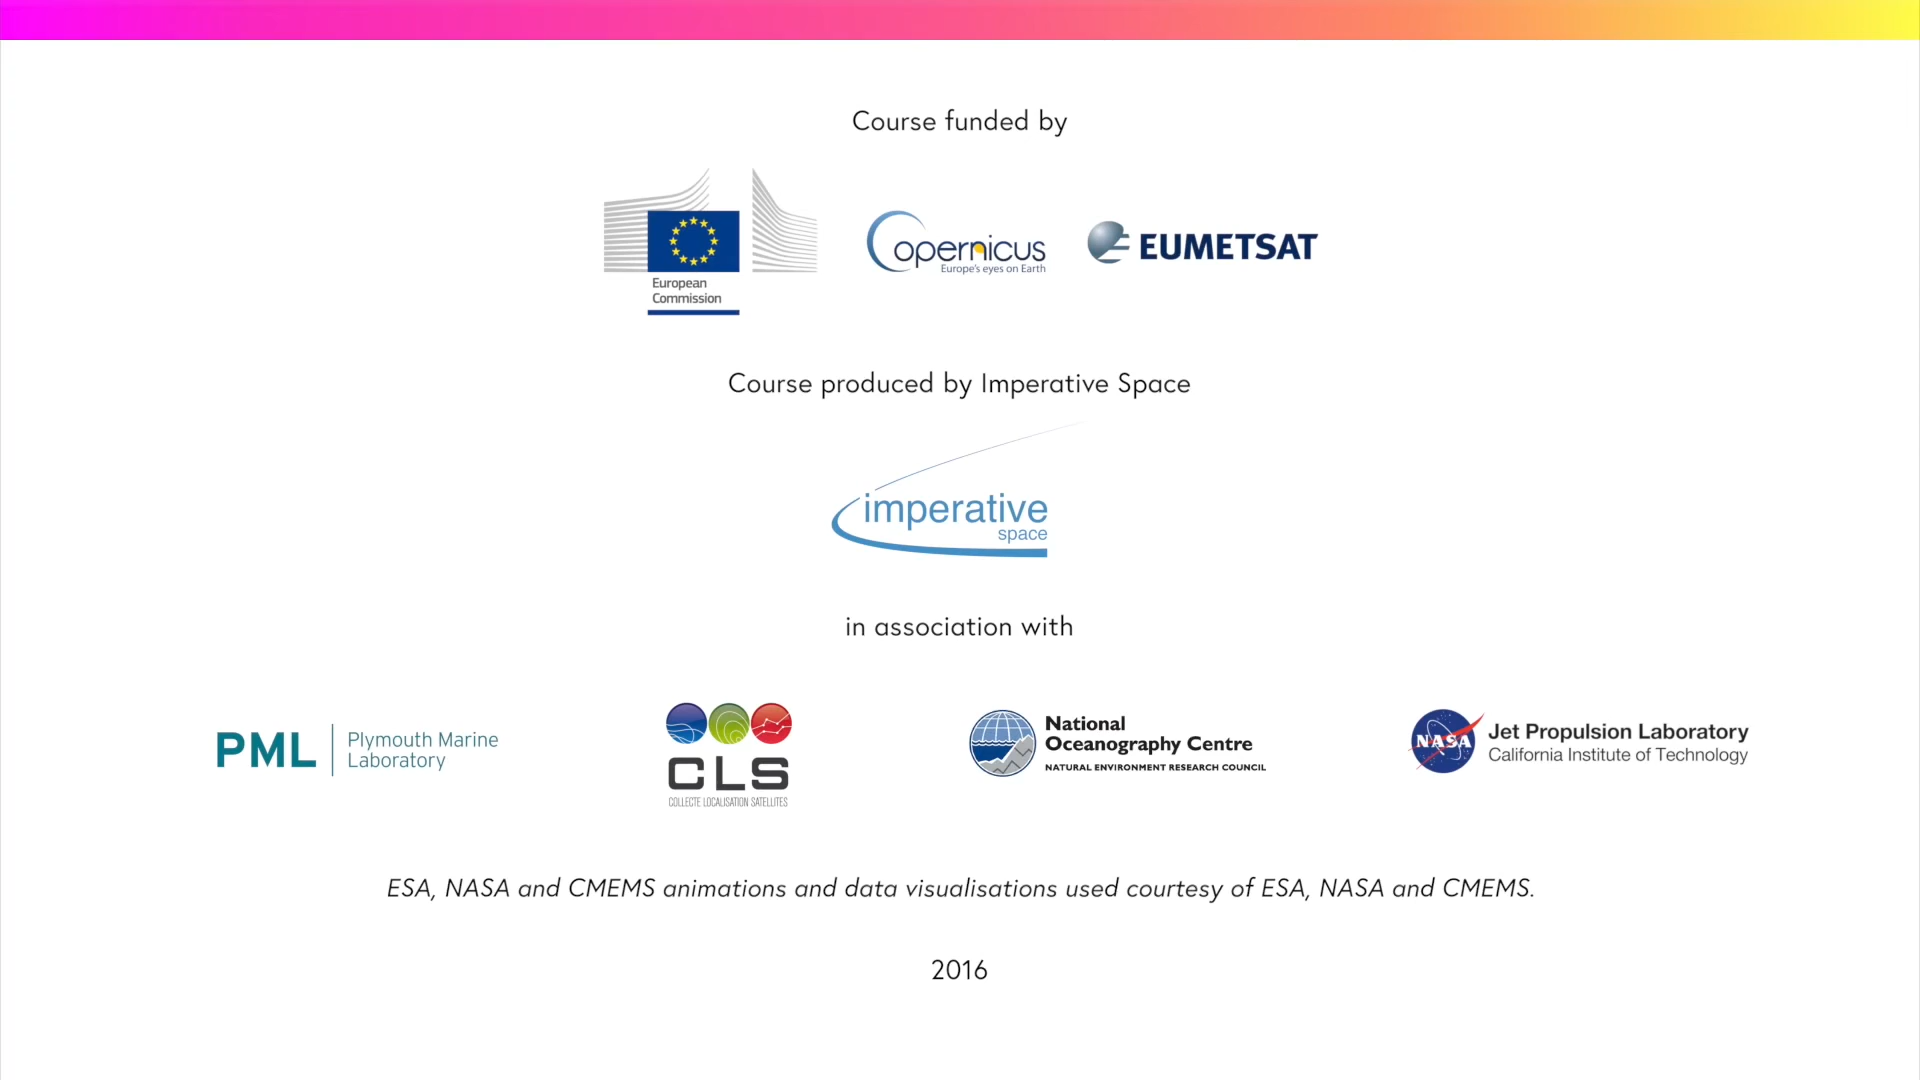 Course funded by
European
Commission
Copernicus
Europe's eyes on Earth
EUMETSAT
Course produced by Imperative Space
imperative
space
in association with
PML
Plymouth Marine
Laboratory
CLS
COLLECTE LOCALISATION SATELLITES
National
Oceanography Centre
NATURAL ENVIRONMENT RESEARCH COUNCIL
NASA
Jet Propulsion Laboratory
California Institute of Technology
ESA, NASA and CMEMS animations and data visualisations used courtesy of ESA, NASA and CMEMS.
2016